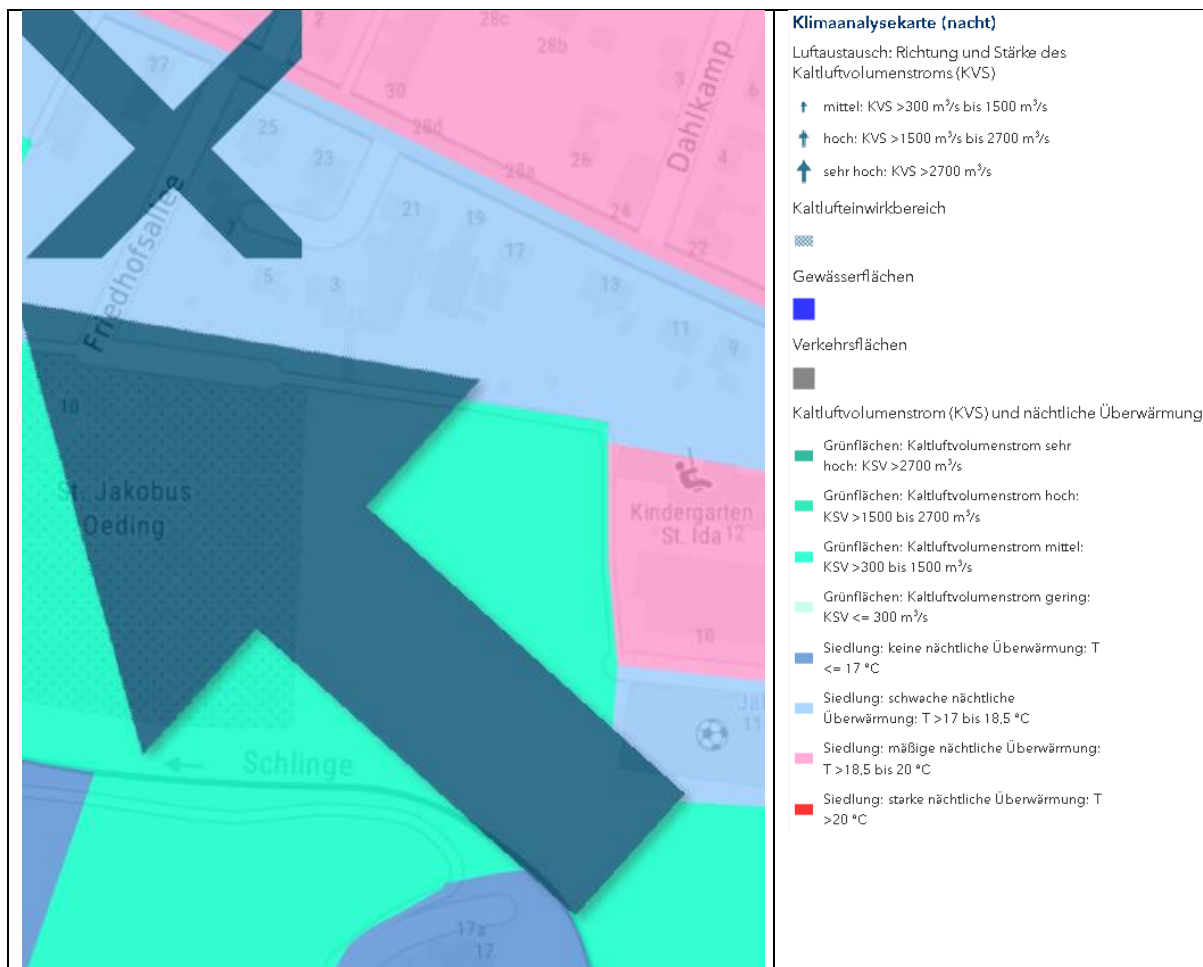 2
28c
28b
27
3
6
30
25
28d
23
28a
26
4
Dahlkamp
24
21
19
22
17
7
Friedhofsallee
5
3
13
11
9
10
St. Jakobus
Oeding
Kindergarten
St. Ida 12
10
Jak
11
Schlinge
17a
17
Klimaanalysekarte (nacht)
Luftaustausch: Richtung und Stärke des
Kaltluftvolumenstroms (KVS)
mittel: KVS >300 m³/s bis 1500 m³/s
hoch: KVS >1500 m³/s bis 2700 m³/s
sehr hoch: KVS >2700 m³/s
Kaltlufteinwirkbereich
Gewässerflächen
Verkehrsflächen
Kaltluftvolumenstrom (KVS) und nächtliche Überwärmung
Grünflächen: Kaltluftvolumenstrom sehr
hoch: KSV >2700 m³/s
Grünflächen: Kaltluftvolumenstrom hoch:
KSV >1500 bis 2700 m³/s
Grünflächen: Kaltluftvolumenstrom mittel:
KSV >300 bis 1500 m³/s
Grünflächen: Kaltluftvolumenstrom gering:
KSV <= 300 m³/s
Siedlung: keine nächtliche Überwärmung: T
<= 17 °C
Siedlung: schwache nächtliche
Überwärmung: T >17 bis 18,5 °C
Siedlung: mäßige nächtliche Überwärmung:
T >18,5 bis 20 °C
Siedlung: starke nächtliche Überwärmung: T
>20 °C